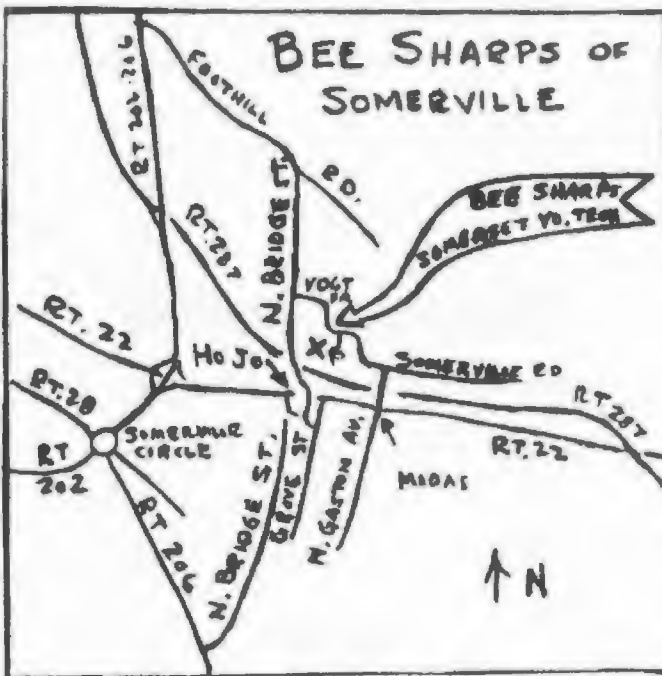 BEE SHARPS OF
SOMERVILLE
RT 202-206
FOOTHILL
RD.
BEE SHARPS
SOMERSET VO. TECH
RT. 287
N. BRIDGE ST.
VOGT
RT. 22
HO JO
X
SOMERVILLE RD
RT. 28
RT. 287
SOMERVILLE
CIRCLE
RT
202
RT. 22
MIDAS
RT 206
N. BRIDGE ST.
GROVE ST
N. GASTON AV.
N